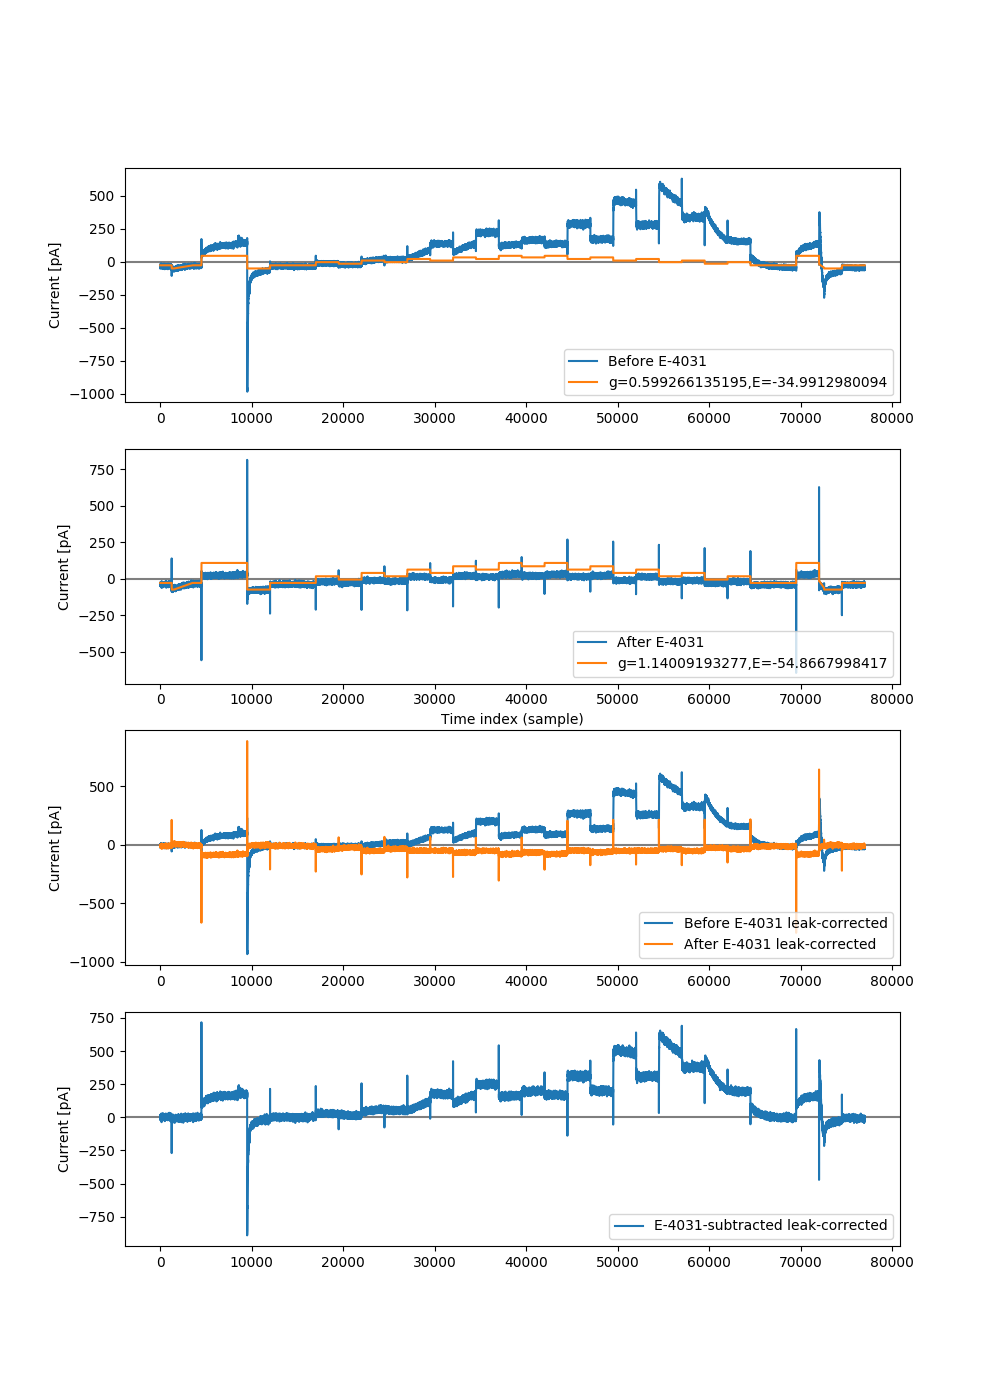 500
250
0
−250
−500
−750
−1000
Current [pA]
Before E-4031
g=0.599266135195,E=-34.9912980094
0 10000 20000 30000 40000 50000 60000 70000 80000
750
500
250
0
−250
−500
Current [pA]
After E-4031
g=1.14009193277,E=-54.8667998417
0 10000 20000 30000 40000 50000 60000 70000 80000
Time index (sample)
500
0
−500
−1000
Current [pA]
Before E-4031 leak-corrected
After E-4031 leak-corrected
0 10000 20000 30000 40000 50000 60000 70000 80000
750
500
250
0
−250
−500
−750
Current [pA]
E-4031-subtracted leak-corrected
0 10000 20000 30000 40000 50000 60000 70000 80000